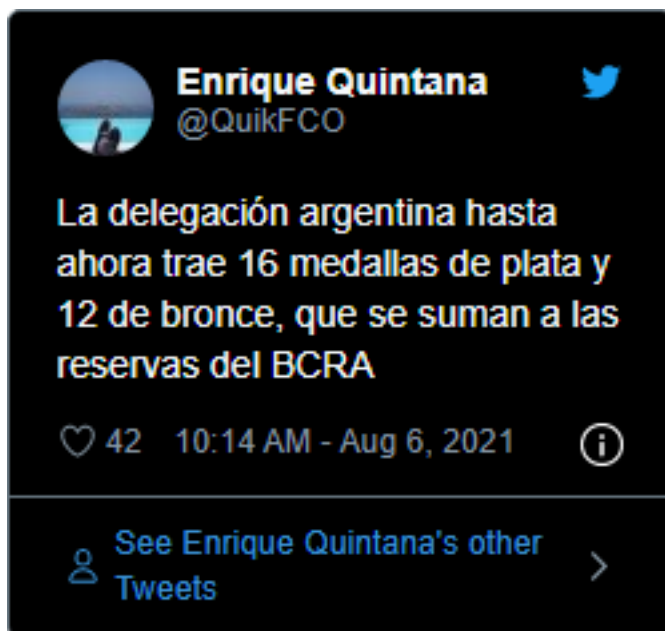 Enrique Quintana
@QuikFCO
La delegación argentina hasta
ahora trae 16 medallas de plata y
12 de bronce, que se suman a las
reservas del BCRA
42 10:14 AM - Aug 6, 2021
See Enrique Quintana's other
Tweets